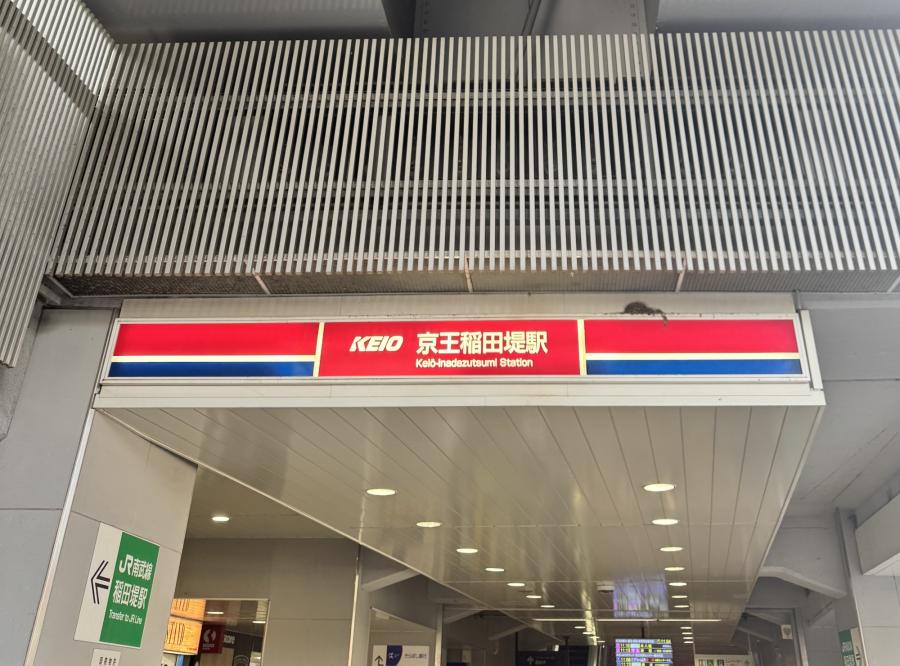 KEIO 京王稲田堤駅
Keiō-inadazutsumi Station
JR南武線
稲田堤駅
Transfer to JR Line